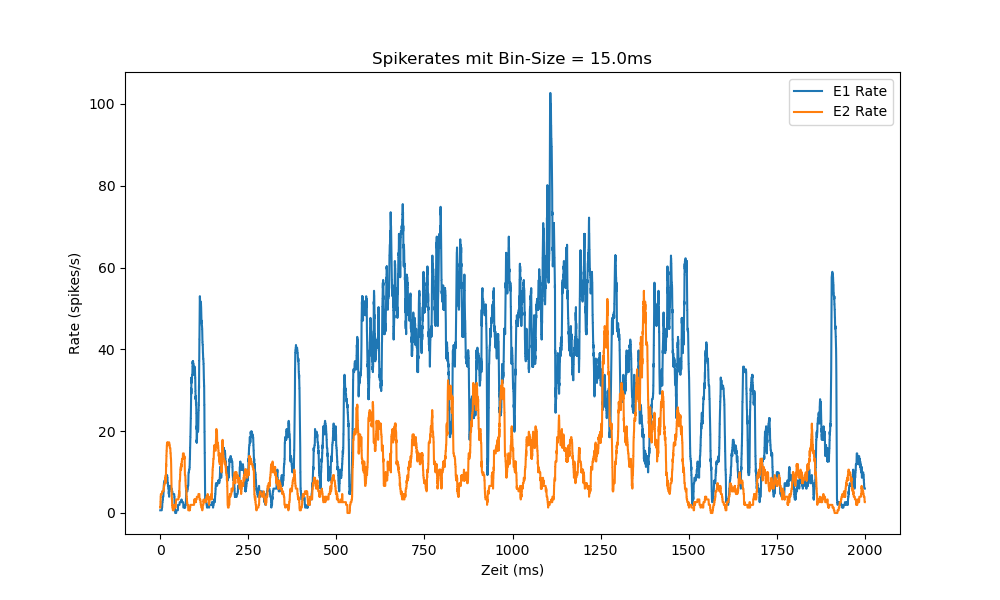 Spikerates mit Bin-Size = 15.0ms
E1 Rate
E2 Rate
100
80
60
40
20
0
Rate (spikes/s)
0 250 500 750 1000 1250 1500 1750 2000
Zeit (ms)